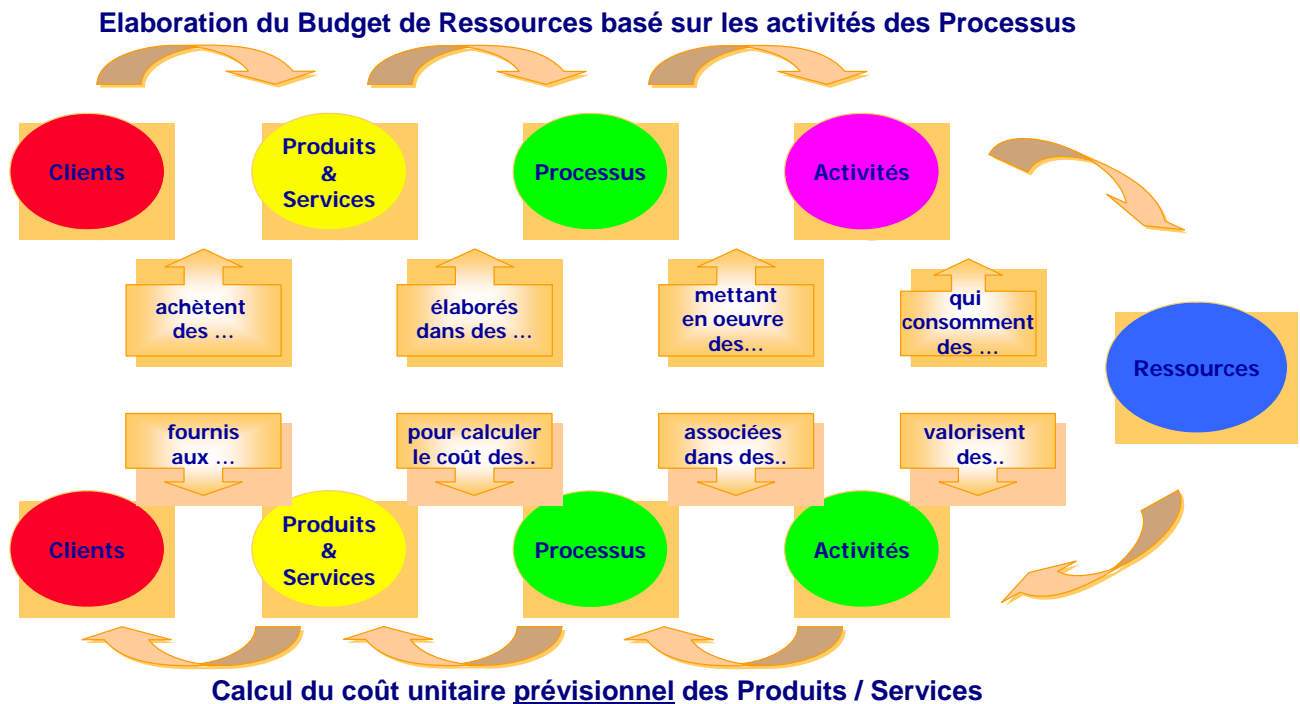 Elaboration du Budget de Ressources basé sur les activités des Processus
Clients
Produits
&
Services
Processus
Activités
achètent
des ...
élaborés
dans des ...
mettant
en oeuvre
des...
qui
consomment
des ...
Ressources
fournis
aux ...
pour calculer
le coût des..
associées
dans des..
valorisent
des..
Clients
Produits
&
Services
Processus
Activités
Calcul du coût unitaire prévisionnel des Produits / Services